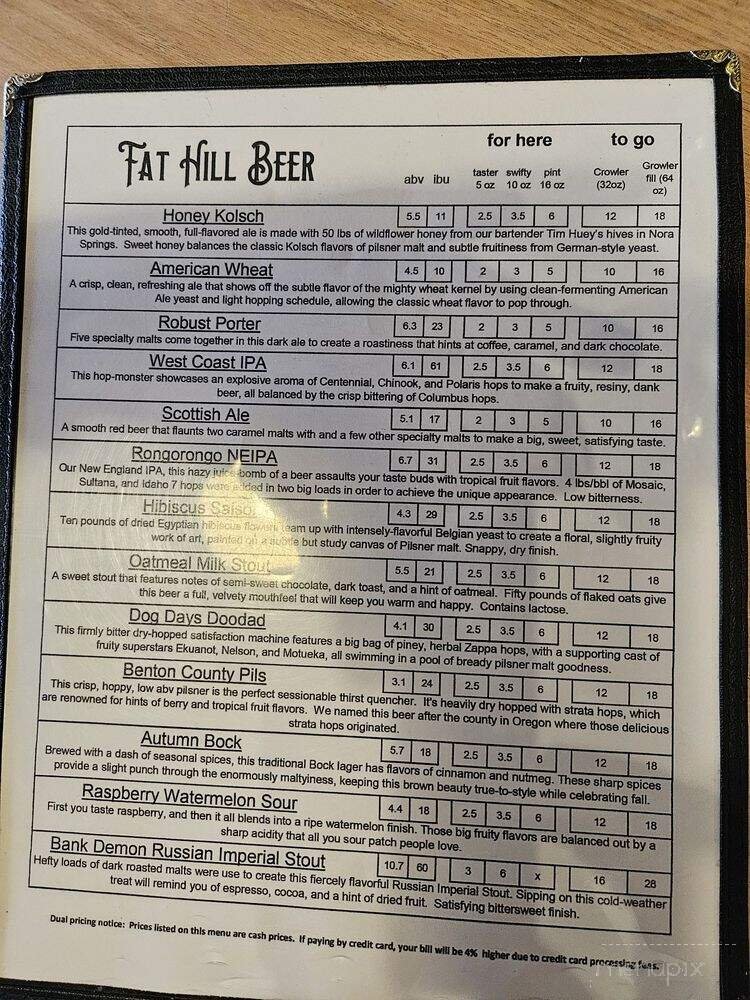 for here to go
FAT HILL BEER
abv ibu taster 5 oz swifty 10 oz pint 16 oz Crowler (32oz) Growler fill (64 oz)
Honey Kolsch 5.5 11 2.5 3.5 6 12 18
This gold-tinted, smooth, full-flavored ale is made with 50 lbs of wildflower honey from our bartender Tim Huey's hives in Nora
Springs. Sweet honey balances the classic Kolsch flavors of pilsner malt and subtle fruitiness from German-style yeast.
American Wheat 4.5 10 2 3 5 10 16
A crisp, clean, refreshing ale that shows off the subtle flavor of the mighty wheat kernel by using clean-fermenting American
Ale yeast and light hopping schedule, allowing the classic wheat flavor to pop through.
Robust Porter 6.3 23 2 3 5 10 16
Five specialty malts come together in this dark ale to create a roastiness that hints at coffee, caramel, and dark chocolate.
West Coast IPA 6.1 61 2.5 3.5 6 12 18
This hop-monster showcases an explosive aroma of Centennial, Chinook, and Polaris hops to make a fruity, resiny, dank
beer, all balanced by the crisp bittering of Columbus hops.
Scottish Ale 5.1 17 2 3 5 10 16
A smooth red beer that flaunts two caramel malts with and a few other specialty malts to make a big, sweet, satisfying taste.
Rongorongo NEIPA 6.7 31 2.5 3.5 6 12 18
Our New England IPA, this hazy juice-bomb of a beer assaults your taste buds with tropical fruit flavors. 4 lbs/bbl of Mosaic,
Sultana, and Idaho 7 hops were added in two big loads in order to achieve the unique appearance. Low bitterness.
Hibiscus Saison 4.3 29 2.5 3.5 6 12 18
Ten pounds of dried Egyptian hibiscus flowers team up with intensely-flavorful Belgian yeast to create a floral, slightly fruity
work of art, painted on a subtle but study canvas of Pilsner malt. Snappy, dry finish.
Oatmeal Milk Stout 5.5 21 2.5 3.5 6 12 18
A sweet stout that features notes of semi-sweet chocolate, dark toast, and a hint of oatmeal. Fifty pounds of flaked oats give
this beer a full, velvety mouthfeel that will keep you warm and happy. Contains lactose.
Dog Days Doodad 4.1 30 2.5 3.5 6 12 18
This firmly bitter dry-hopped satisfaction machine features a big bag of piney, herbal Zappa hops, with a supporting cast of
fruity superstars Ekuanot, Nelson, and Motueka, all swimming in a pool of bready pilsner malt goodness.
Benton County Pils 3.1 24 2.5 3.5 6 12 18
This crisp, hoppy, low abv pilsner is the perfect sessionable thirst quencher. It's heavily dry hopped with strata hops, which
are renowned for hints of berry and tropical fruit flavors. We named this beer after the county in Oregon where those delicious
strata hops originated.
Autumn Bock 5.7 18 2.5 3.5 6 12 18
Brewed with a dash of seasonal spices, this traditional Bock lager has flavors of cinnamon and nutmeg. These sharp spices
provide a slight punch through the enormously maltyiness, keeping this brown beauty true-to-style while celebrating fall.
Raspberry Watermelon Sour 4.4 18 2.5 3.5 6 12 18
First you taste raspberry, and then it all blends into a ripe watermelon finish. Those big fruity flavors are balanced out by a
sharp acidity that all you sour patch people love.
Bank Demon Russian Imperial Stout 10.7 60 3 6 x 16 28
Hefty loads of dark roasted malts were use to create this fiercely flavorful Russian Imperial Stout. Sipping on this cold-weather
treat will remind you of espresso, cocoa, and a hint of dried fruit. Satisfying bittersweet finish.
Dual pricing notice: Prices listed on this menu are cash prices. If paying by credit card, your bill will be 4% higher due to credit card processing fees.
menupix